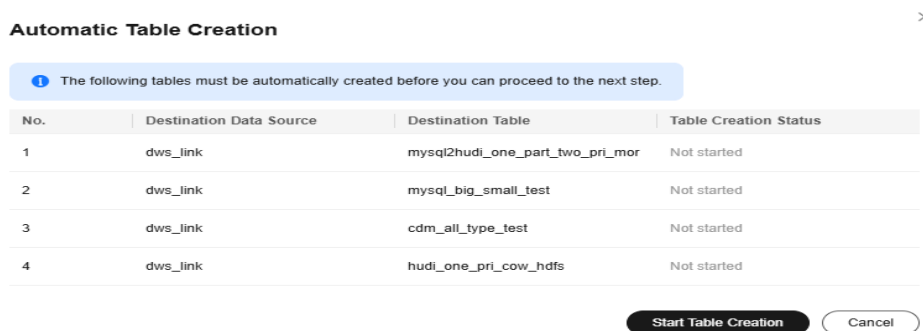 Automatic Table Creation
The following tables must be automatically created before you can proceed to the next step.
No. Destination Data Source Destination Table Table Creation Status
1 dws_link mysql2hudi_one_part_two_pri_mor Not started
2 dws_link mysql_big_small_test Not started
3 dws_link cdm_all_type_test Not started
4 dws_link hudi_one_pri_cow_hdfs Not started
Start Table Creation Cancel